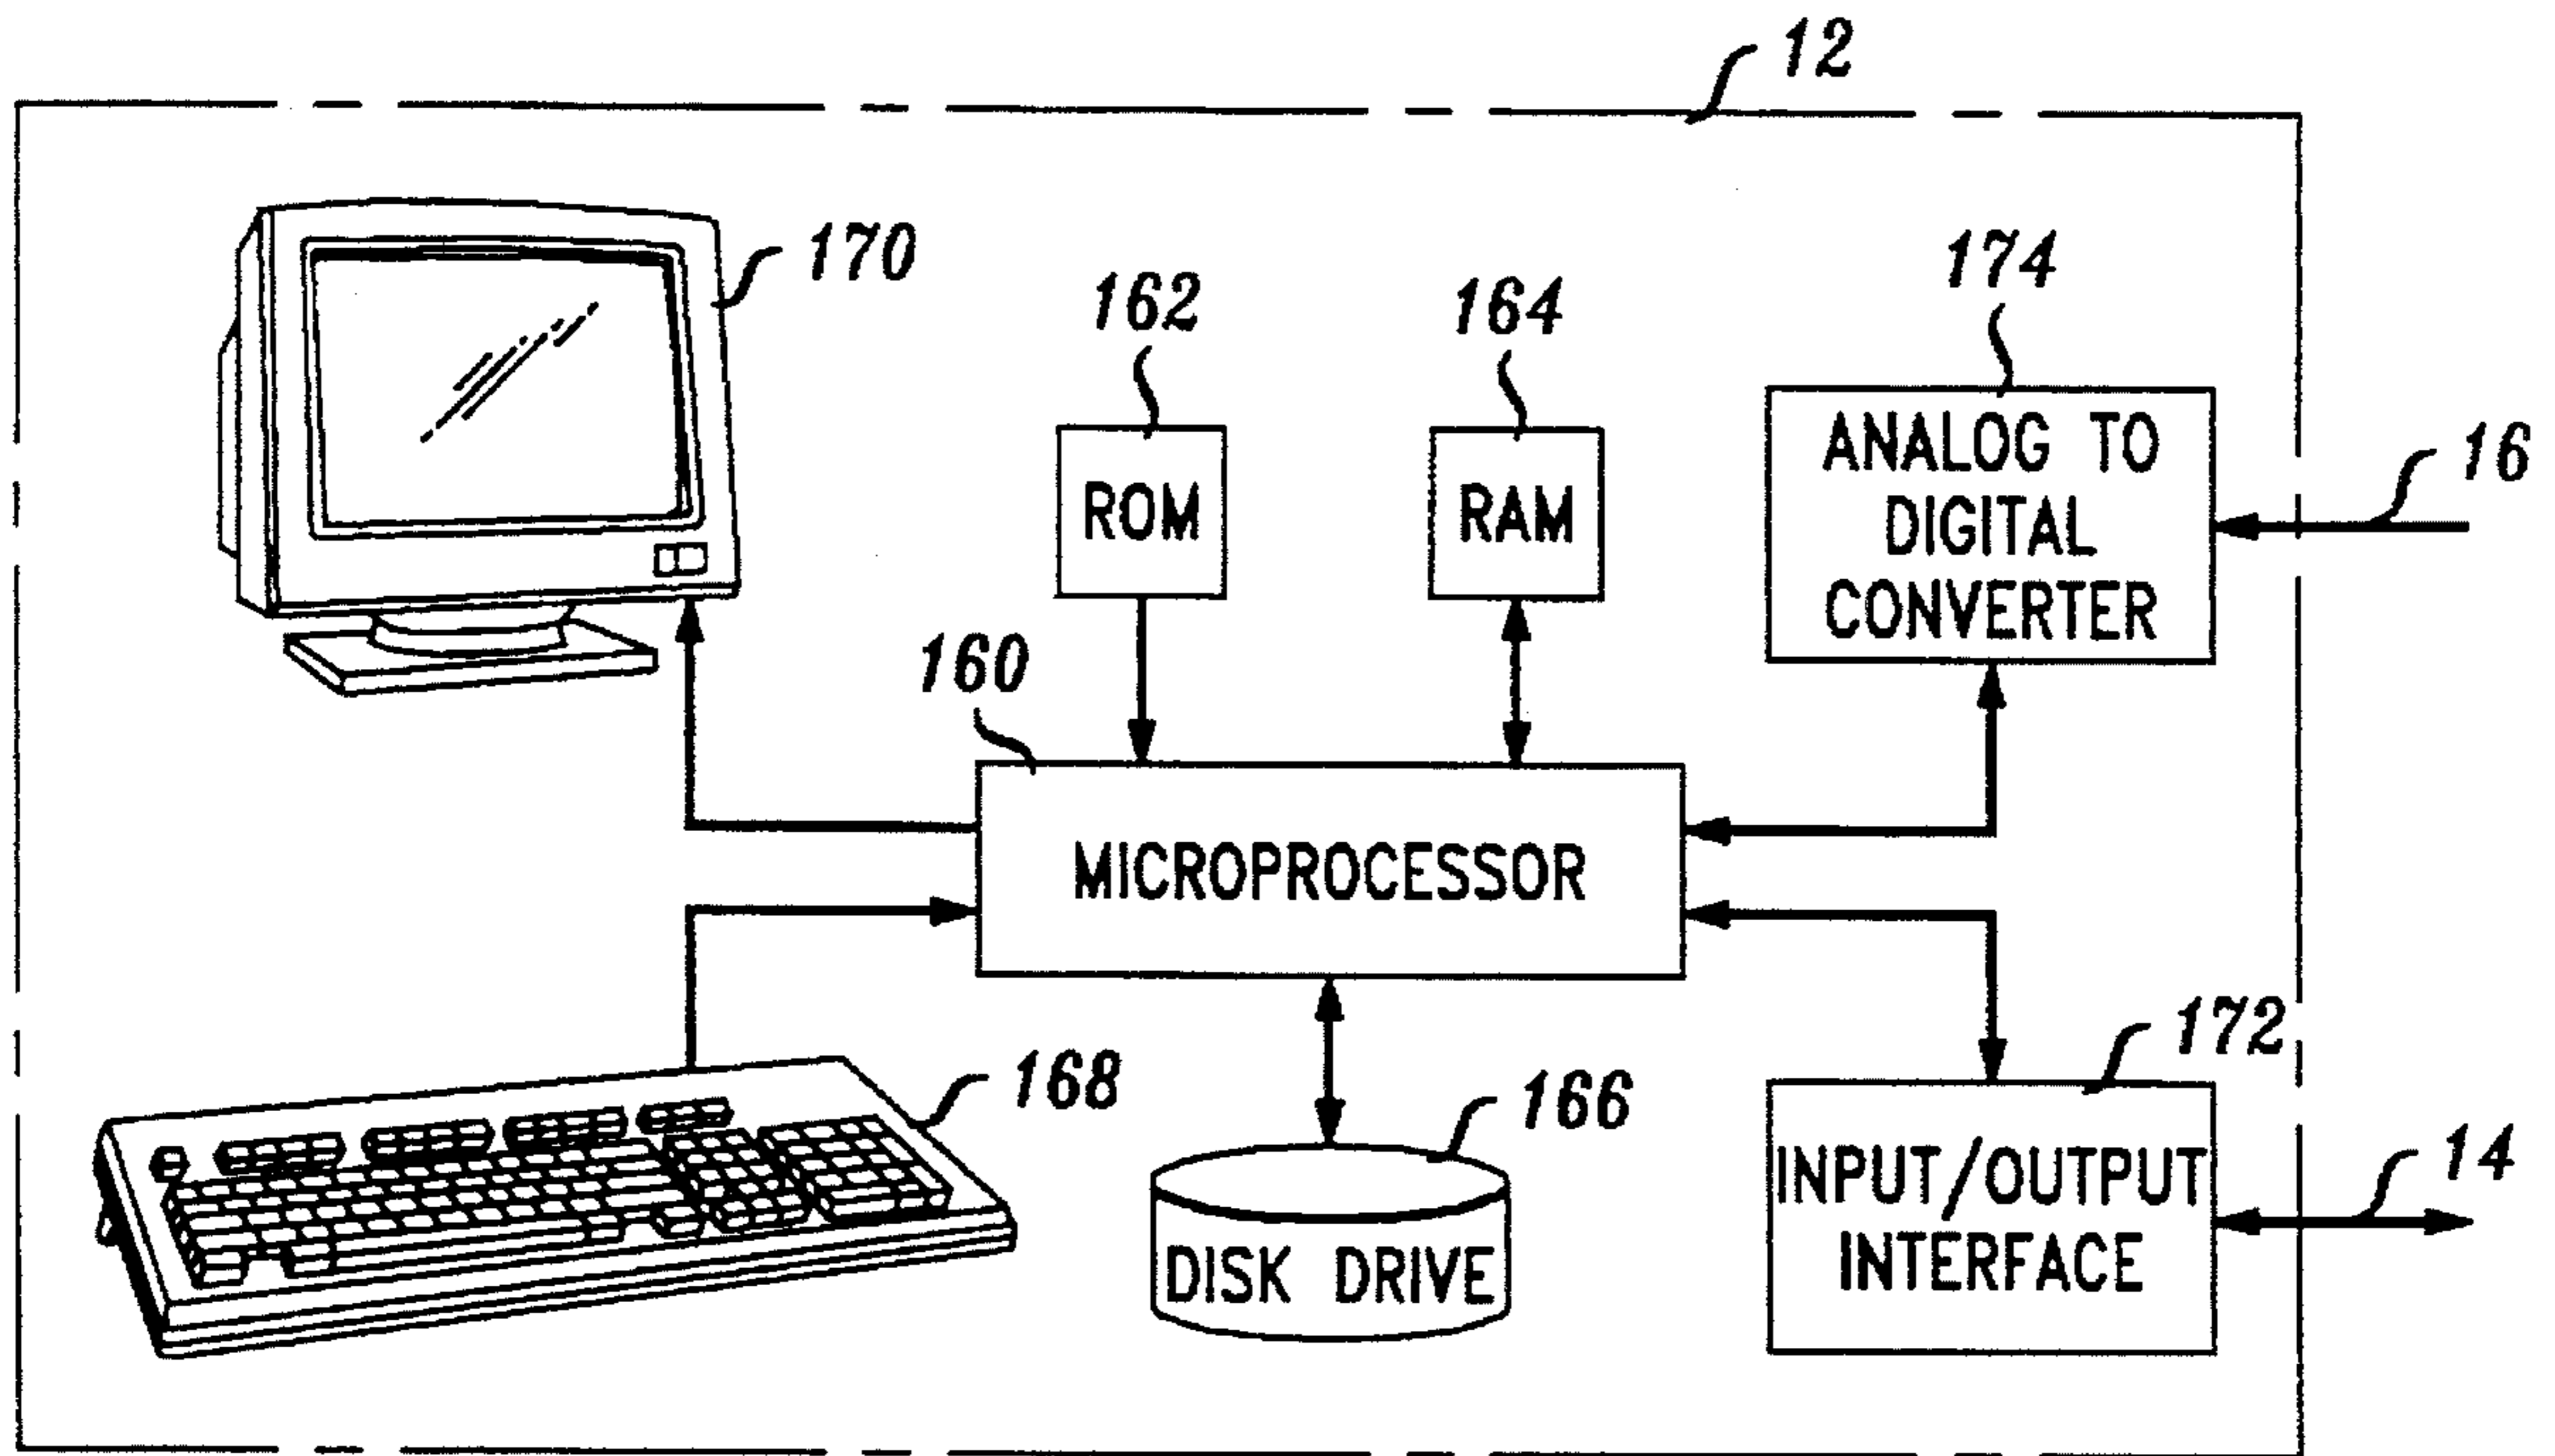 12
170
162
164
174
ROM
RAM
ANALOG TO
DIGITAL
CONVERTER
16
160
MICROPROCESSOR
168
166
172
DISK DRIVE
INPUT/OUTPUT
INTERFACE
14